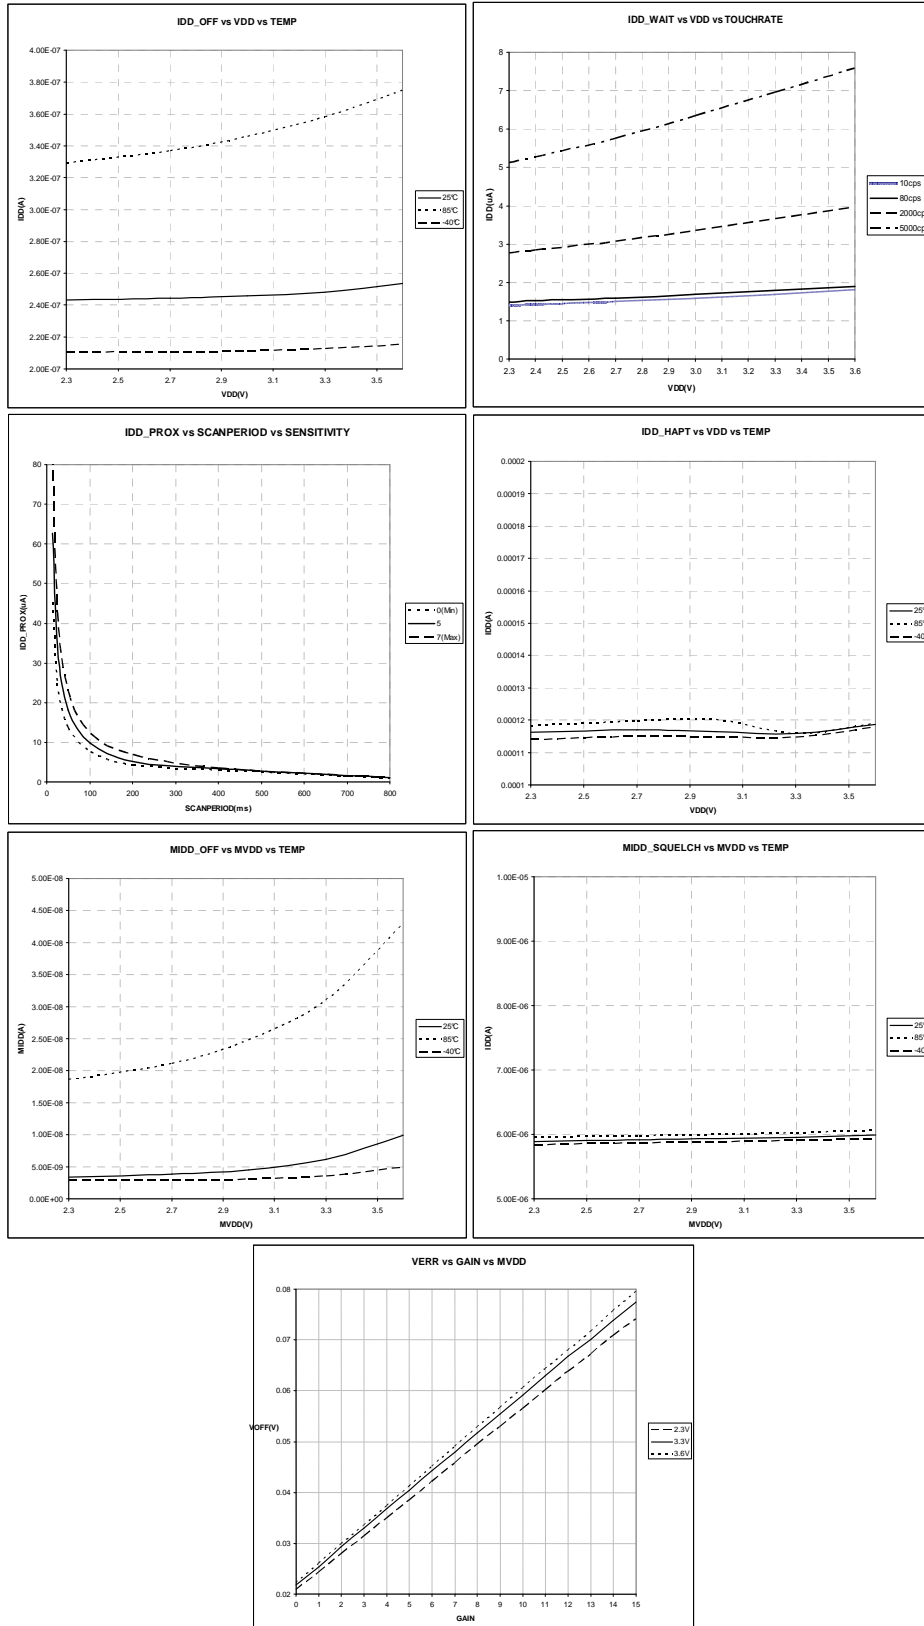 IDD_OFF vs VDD vs TEMP
4.00E-07
3.80E-07
3.60E-07
3.40E-07
3.20E-07
3.00E-07
2.80E-07
2.60E-07
2.40E-07
2.20E-07
2.00E-07
IDD(A)
2.3 2.5 2.7 2.9 3.1 3.3 3.5
VDD(V)
25°C
85°C
-40°C
IDD_WAIT vs VDD vs TOUCHRATE
8
7
6
5
4
3
2
1
0
IDD(uA)
2.3 2.4 2.5 2.6 2.7 2.8 2.9 3.0 3.1 3.2 3.3 3.4 3.5 3.6
VDD(V)
10cps
80cps
2000cp
5000cp
IDD_PROX vs SCANPERIOD vs SENSITIVITY
80
70
60
50
40
30
20
10
0
IDD_PROX(uA)
0 100 200 300 400 500 600 700 800
SCANPERIOD(ms)
0(Min)
5
7(Max)
IDD_HAPT vs VDD vs TEMP
0.0002
0.00019
0.00018
0.00017
0.00016
0.00015
0.00014
0.00013
0.00012
0.00011
0.0001
IDD(A)
2.3 2.5 2.7 2.9 3.1 3.3 3.5
VDD(V)
25°
85°
-40
MIDD_OFF vs MVDD vs TEMP
5.00E-08
4.50E-08
4.00E-08
3.50E-08
3.00E-08
2.50E-08
2.00E-08
1.50E-08
1.00E-08
5.00E-09
0.00E+00
MIDD(A)
2.3 2.5 2.7 2.9 3.1 3.3 3.5
MVDD(V)
25°C
85°C
-40°C
MIDD_SQUELCH vs MVDD vs TEMP
1.00E-05
9.00E-06
8.00E-06
7.00E-06
6.00E-06
5.00E-06
IDD(A)
2.3 2.5 2.7 2.9 3.1 3.3 3.5
MVDD(V)
25°
85°
-40
VERR vs GAIN vs MVDD
0.08
0.07
0.06
0.05
0.04
0.03
0.02
VOFF(V)
0 1 2 3 4 5 6 7 8 9 10 11 12 13 14 15
GAIN
2.3V
3.3V
3.6V